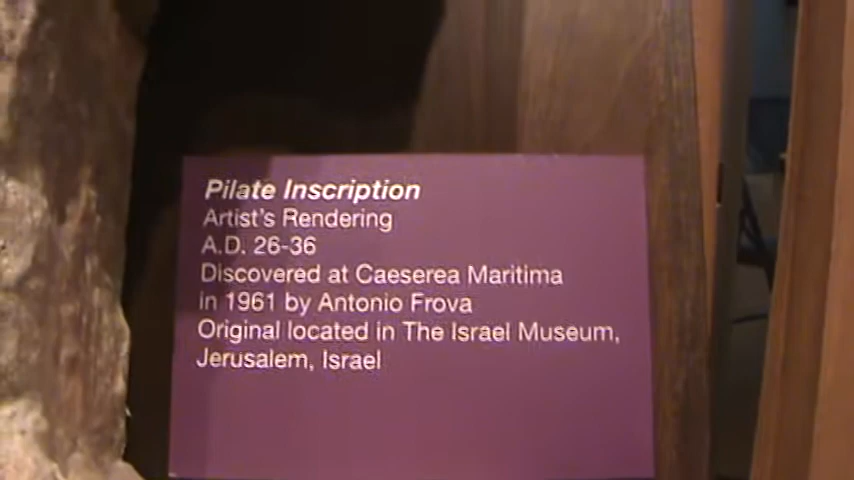 Pilate Inscription
Artist's Rendering
A.D. 26-36
Discovered at Caeserea Maritima
in 1961 by Antonio Frova
Original located in The Israel Museum,
Jerusalem, Israel